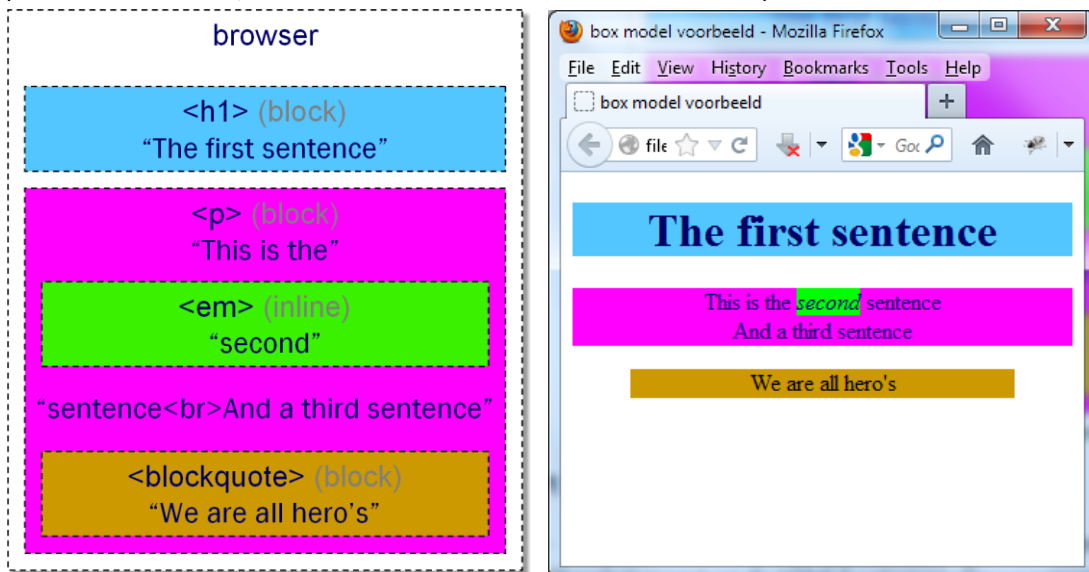 browser
<h1> (block)
“The first sentence”
<p> (block)
“This is the”
<em> (inline)
“second”
“sentence<br>And a third sentence”
<blockquote> (block)
“We are all hero’s”
box model voorbeeld - Mozilla Firefox
File Edit View History Bookmarks Tools Help
box model voorbeeld
file
The first sentence
This is the second sentence
And a third sentence
We are all hero's